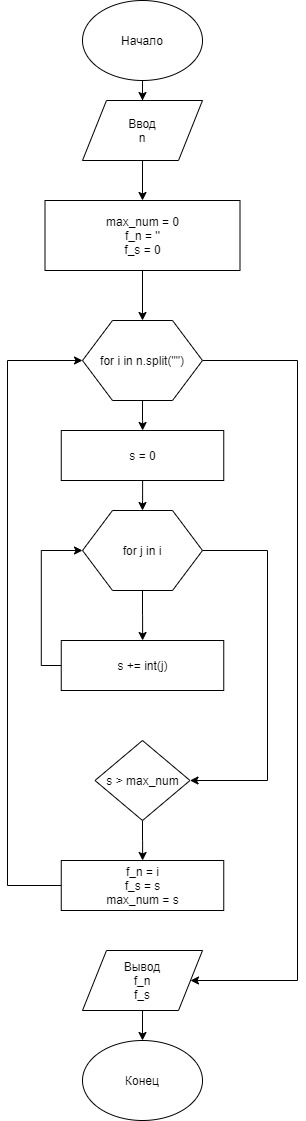 Начало
Ввод
n
max_num = 0
f_n = ''
f_s = 0
for i in n.split("")
s = 0
for j in i
s += int(j)
s > max_num
f_n = i
f_s = s
max_num = s
Вывод
f_n
f_s
Конец